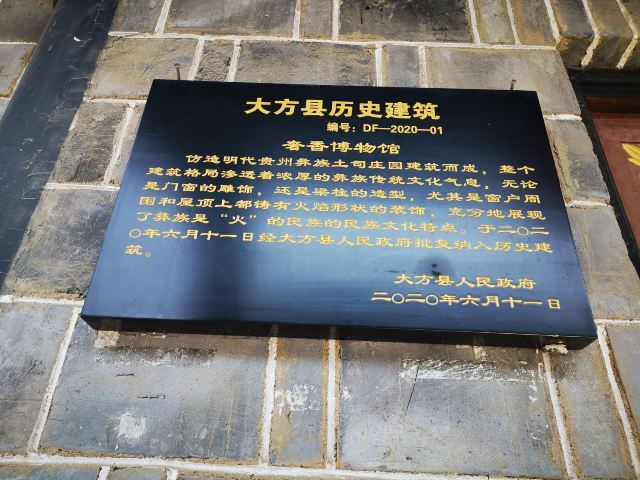 大方县历史建筑
编号：DF—2020—01
奢香博物馆
仿造明代贵州彝族土司庄园建筑而成，整个
建筑格局渗透着浓厚的彝族传统文化气息，无论
是门窗的雕饰，还是梁柱的造型，尤其是窗户周
围和屋顶上都铸有火焰形状的装饰，充分地展现
了彝族是“火”的民族的民族文化特点。于二〇二
〇年六月十一日经大方县人民政府批复纳入历史建
筑。
大方县人民政府
二〇二〇年六月十一日